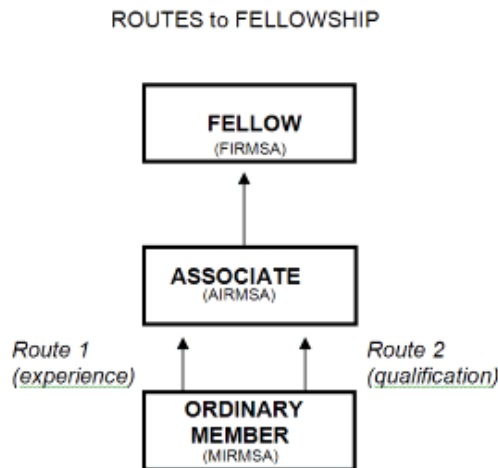 ROUTES to FELLOWSHIP
FELLOW
(FIRMSA)
ASSOCIATE
(AIRMSA)
Route 1
(experience)
Route 2
(qualification)
ORDINARY
MEMBER
(MIRMSA)